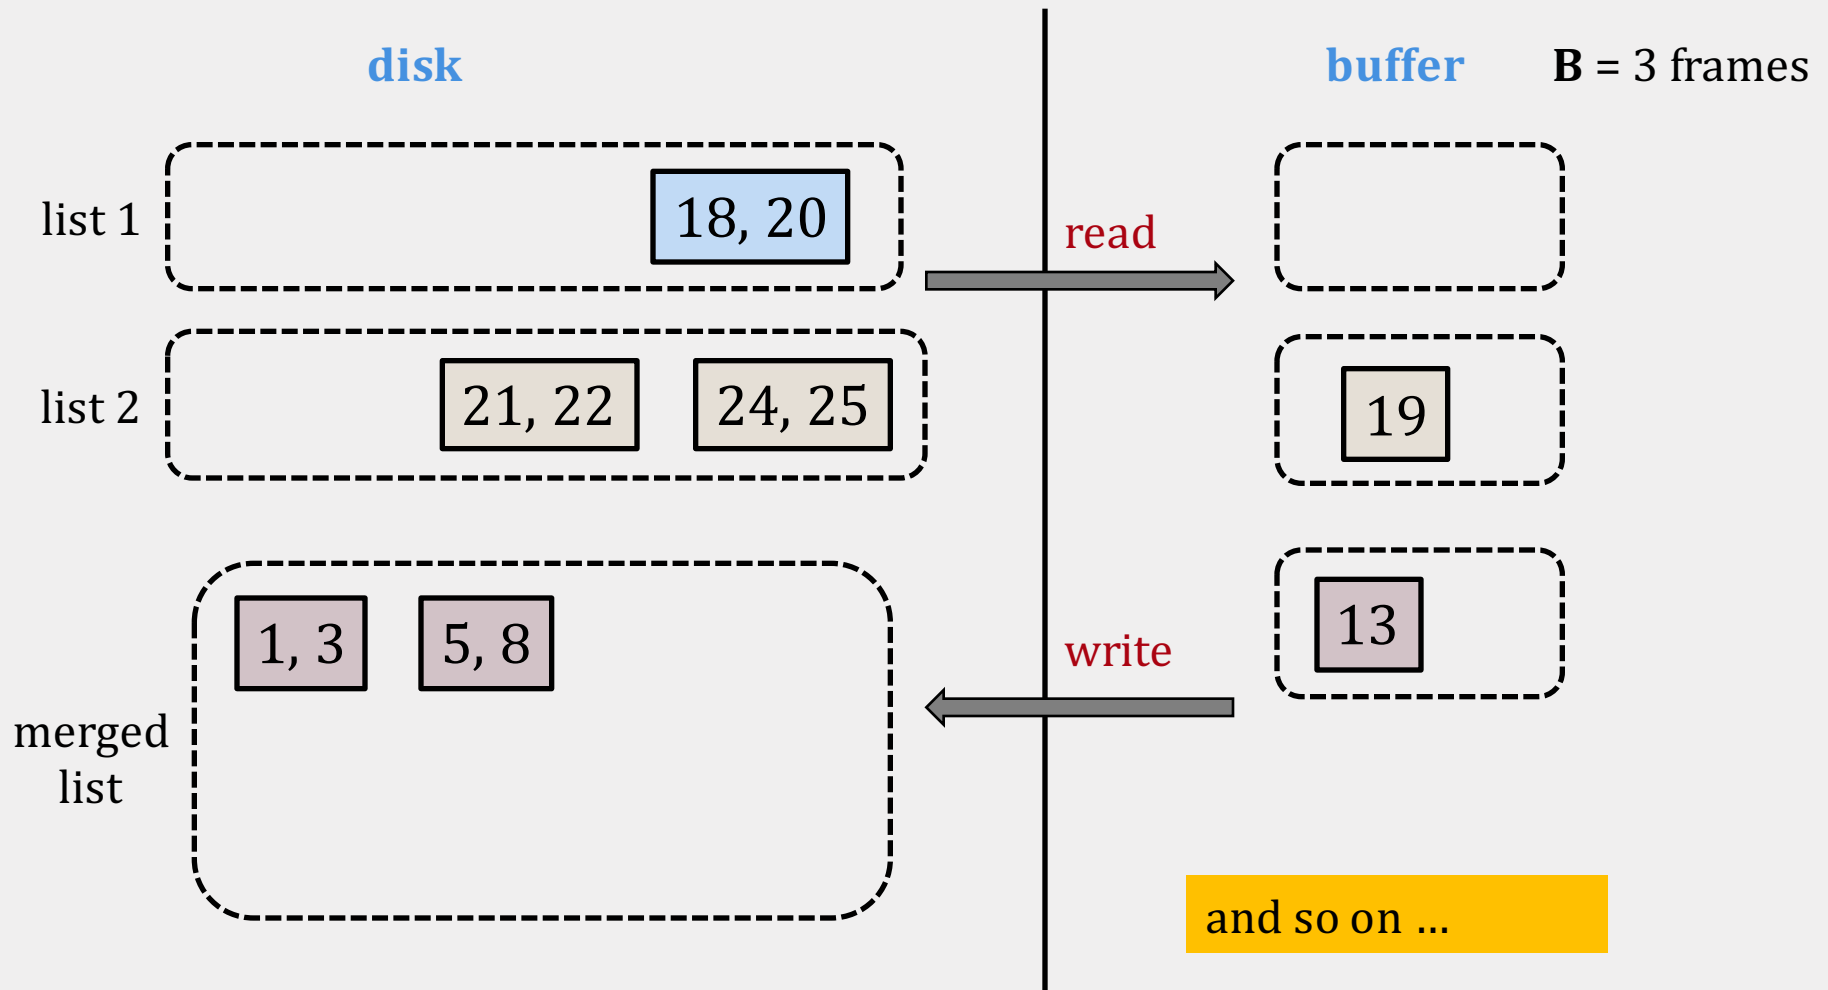 disk
buffer
B = 3 frames
list 1
18, 20
read
list 2
21, 22
24, 25
19
1, 3
5, 8
13
write
merged
list
and so on ...